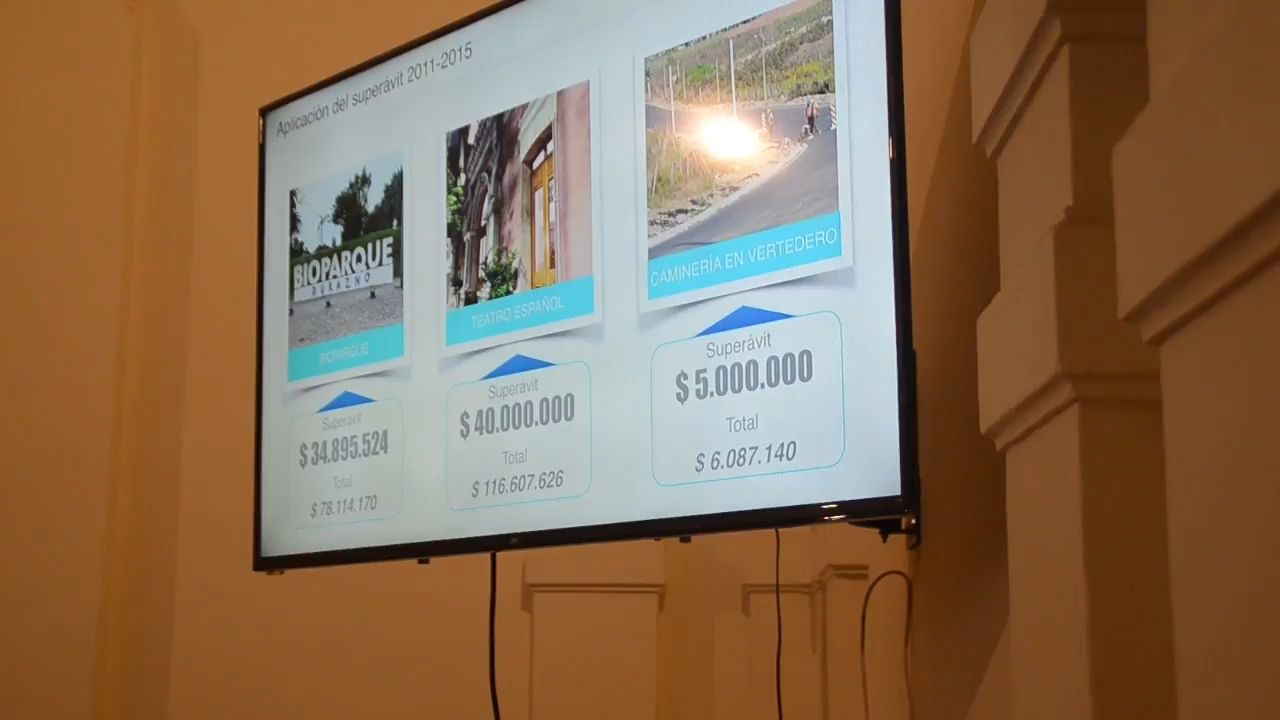 Aplicación del superávit 2011-2015
BIOPARQUE
DURAZNO
BIOPARQUE
Superávit
$ 34.895.524
Total
$ 78.114.170
TEATRO ESPAÑOL
Superávit
$ 40.000.000
Total
$ 116.607.626
CAMINERÍA EN VERTEDERO
Superávit
$ 5.000.000
Total
$ 6.087.140